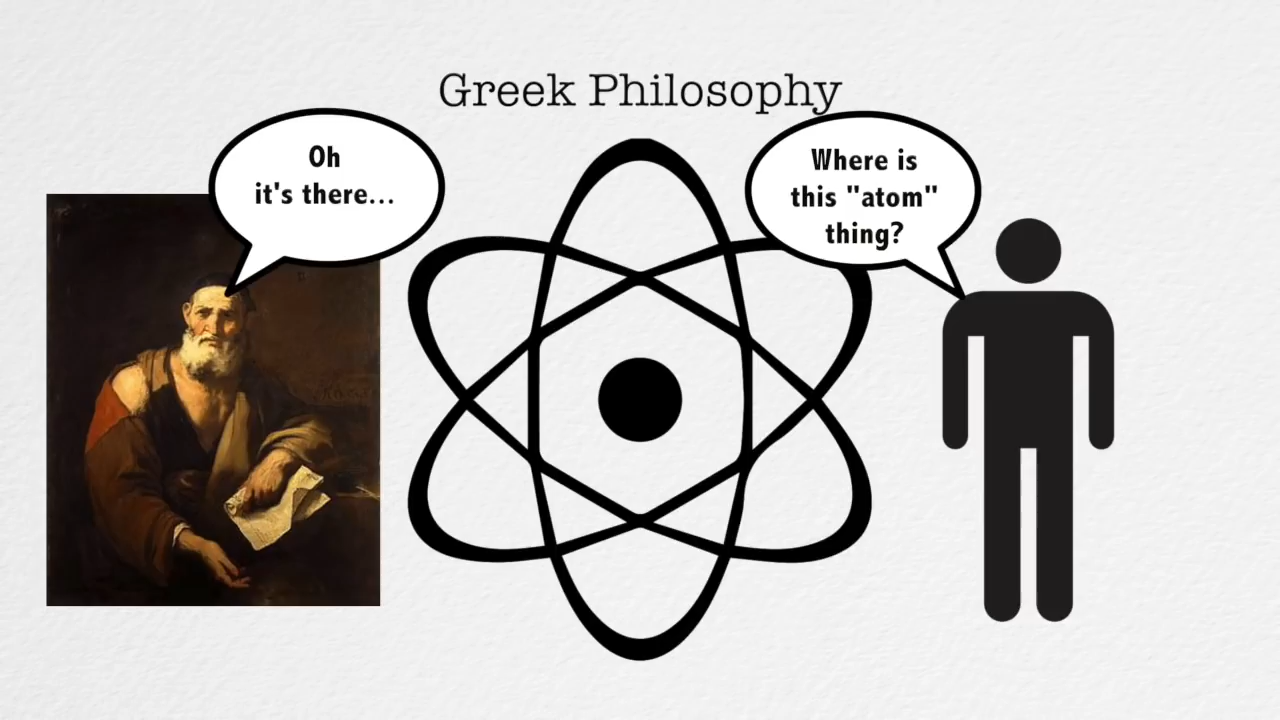 Greek Philosophy
Oh
it's there...
Where is
this "atom"
thing?